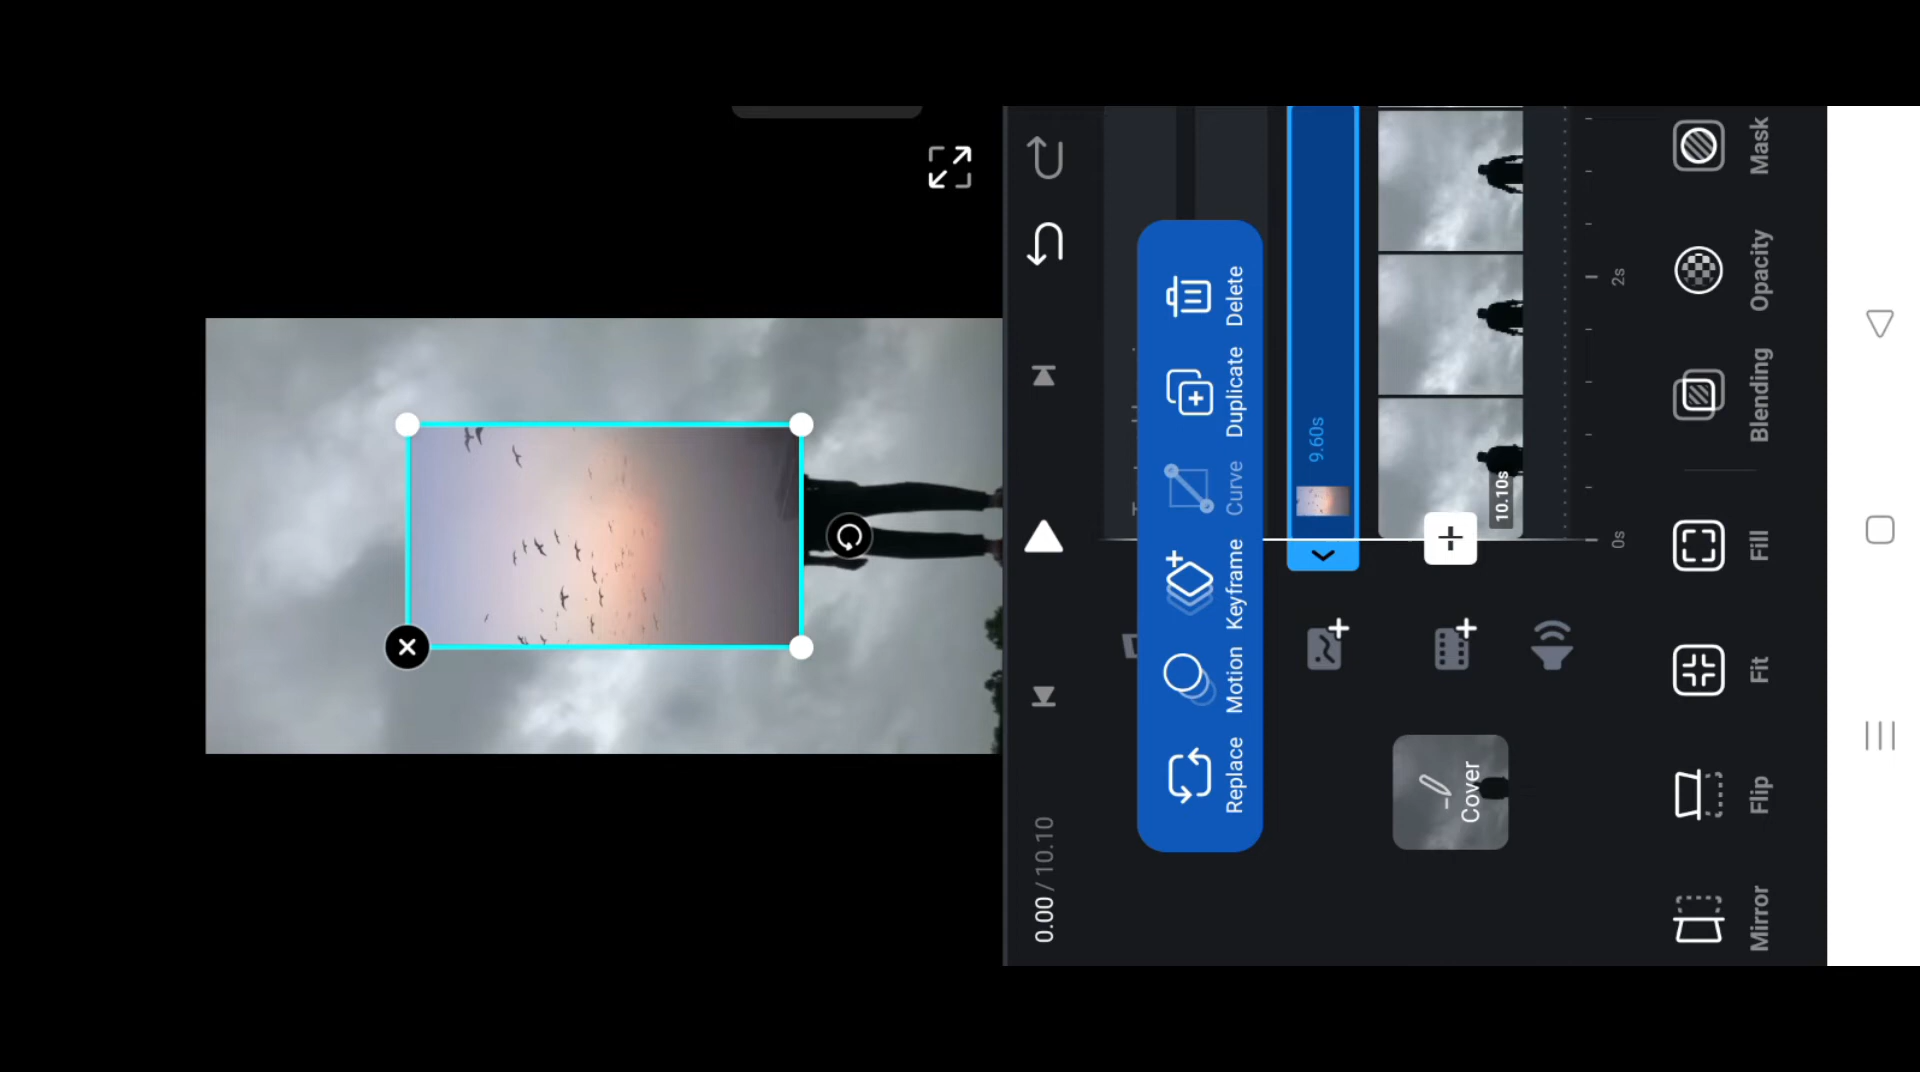 0.00 / 10.10
Replace
Motion
Keyframe
Curve
Duplicate
Delete
9.60s
Cover
10.10s
0s
2s
Mirror
Flip
Fit
Fill
Blending
Opacity
Mask